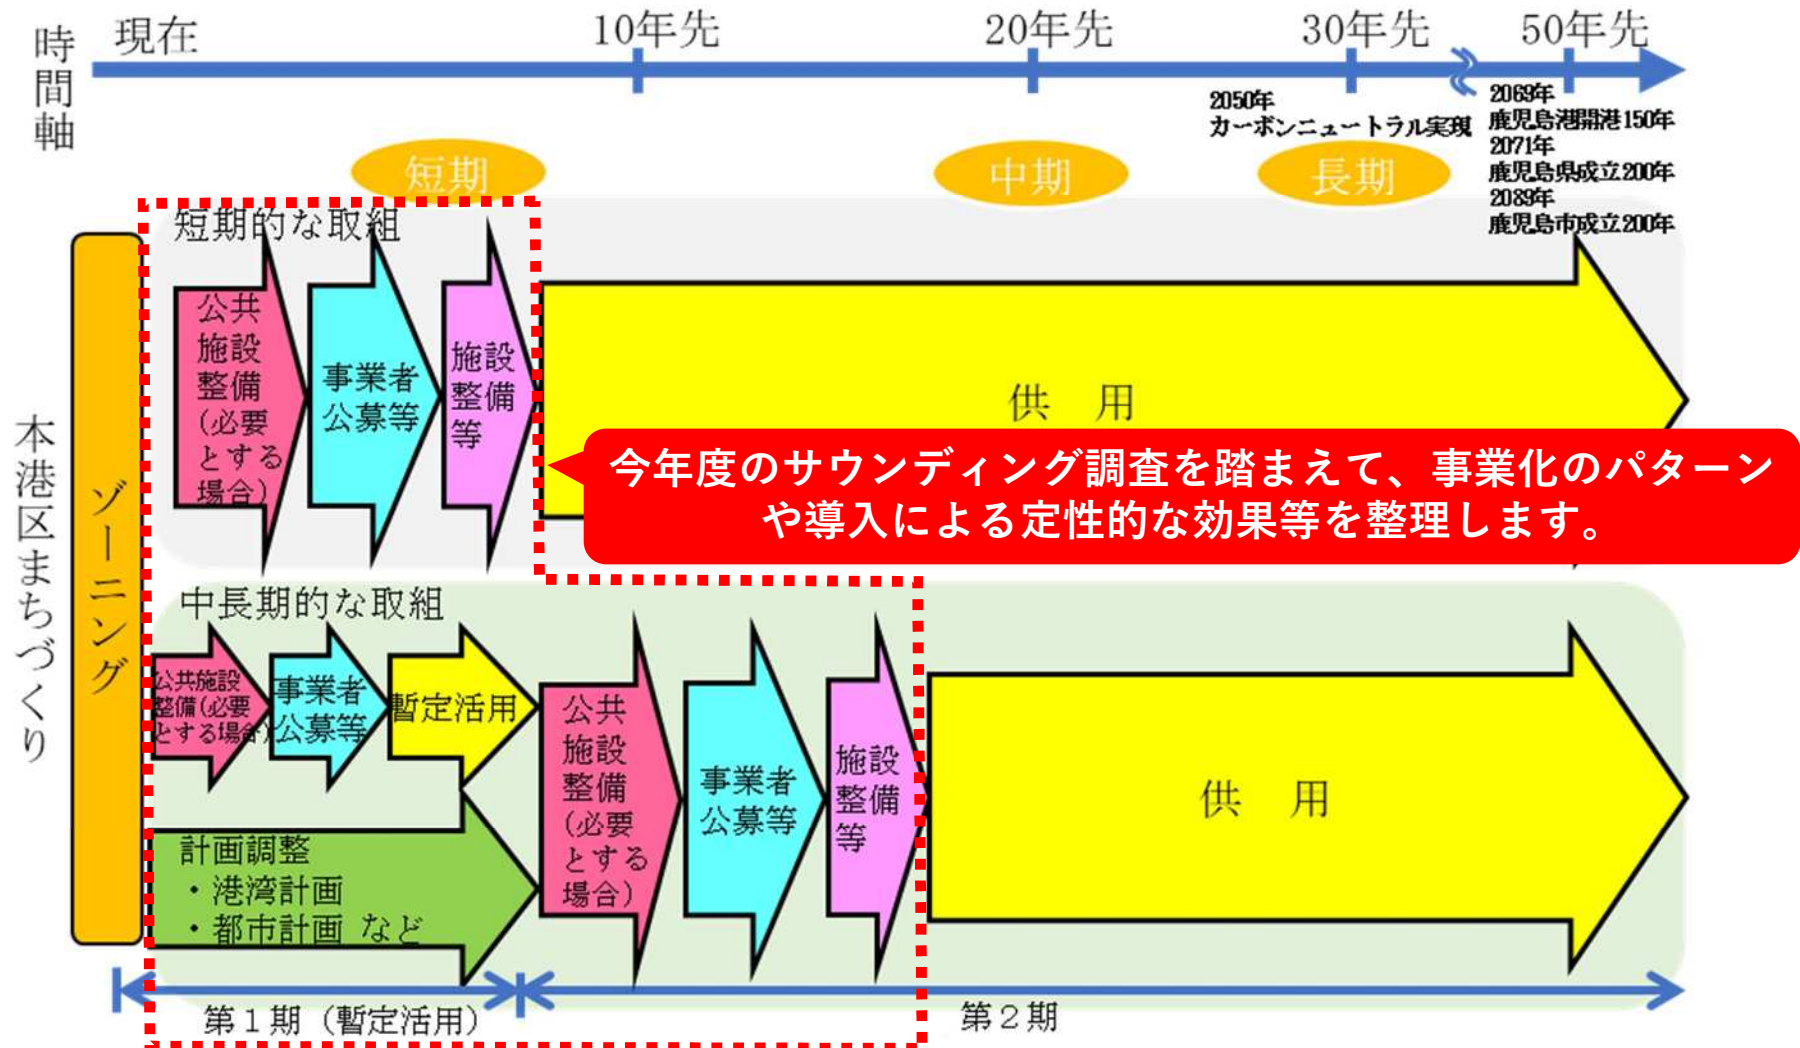 時間軸
現在
10年先
20年先
30年先
50年先
2050年
カーボンニュートラル実現
2069年
鹿児島港開港150年
2071年
鹿児島県成立200年
2089年
鹿児島市成立200年
短期
中期
長期
本港区まちづくり
ゾーニング
短期的な取組
公共
施設
整備
(必要
とする
場合)
事業者
公募等
施設
整備
等
供　用
今年度のサウンディング調査を踏まえて、事業化のパターン
や導入による定性的な効果等を整理します。
中長期的な取組
公共施設
整備(必要
とする場合)
事業者
公募等
暫定活用
計画調整
・港湾計画
・都市計画 など
公共
施設
整備
(必要
とする
場合)
事業者
公募等
施設
整備
等
供　用
第１期（暫定活用）
第２期